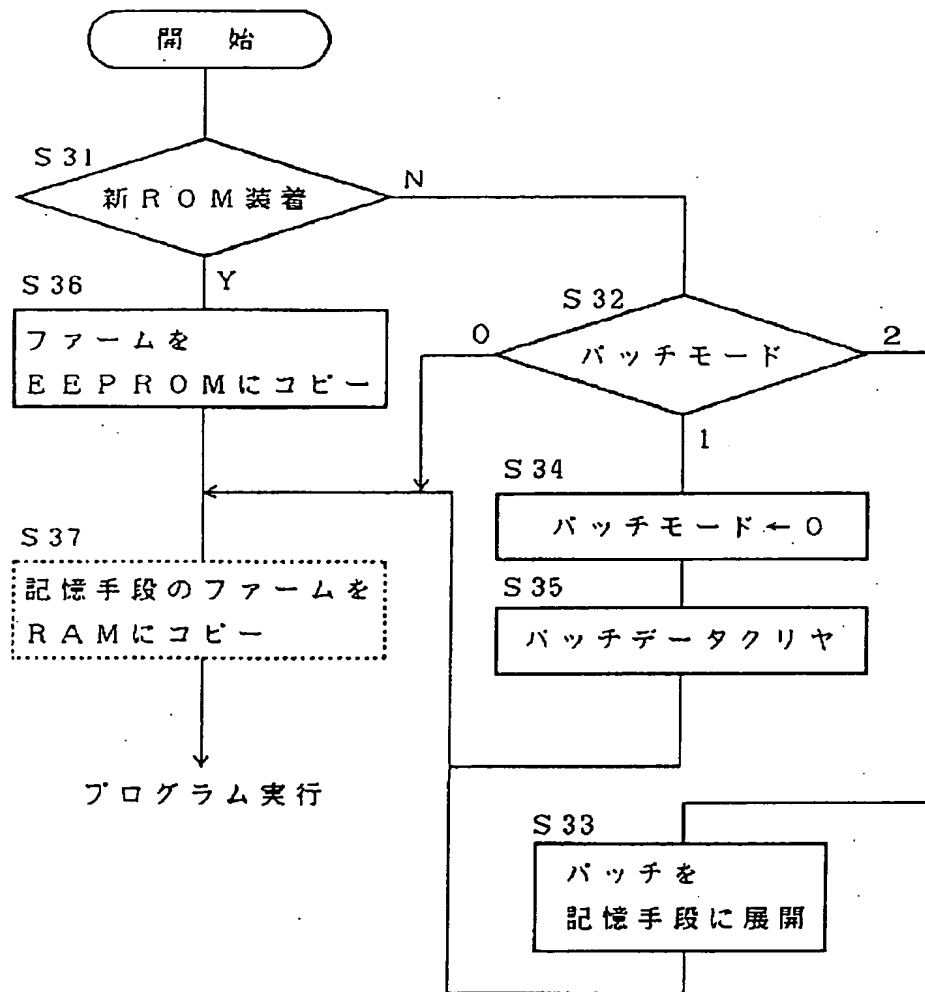 開始
S31
新ROM装着
N
Y
S36
ファームを
EEPROMにコピー
S32
パッチモード
0
2
1
S34
パッチモード←0
S35
パッチデータクリヤ
S37
記憶手段のファームを
RAMにコピー
プログラム実行
S33
パッチを
記憶手段に展開